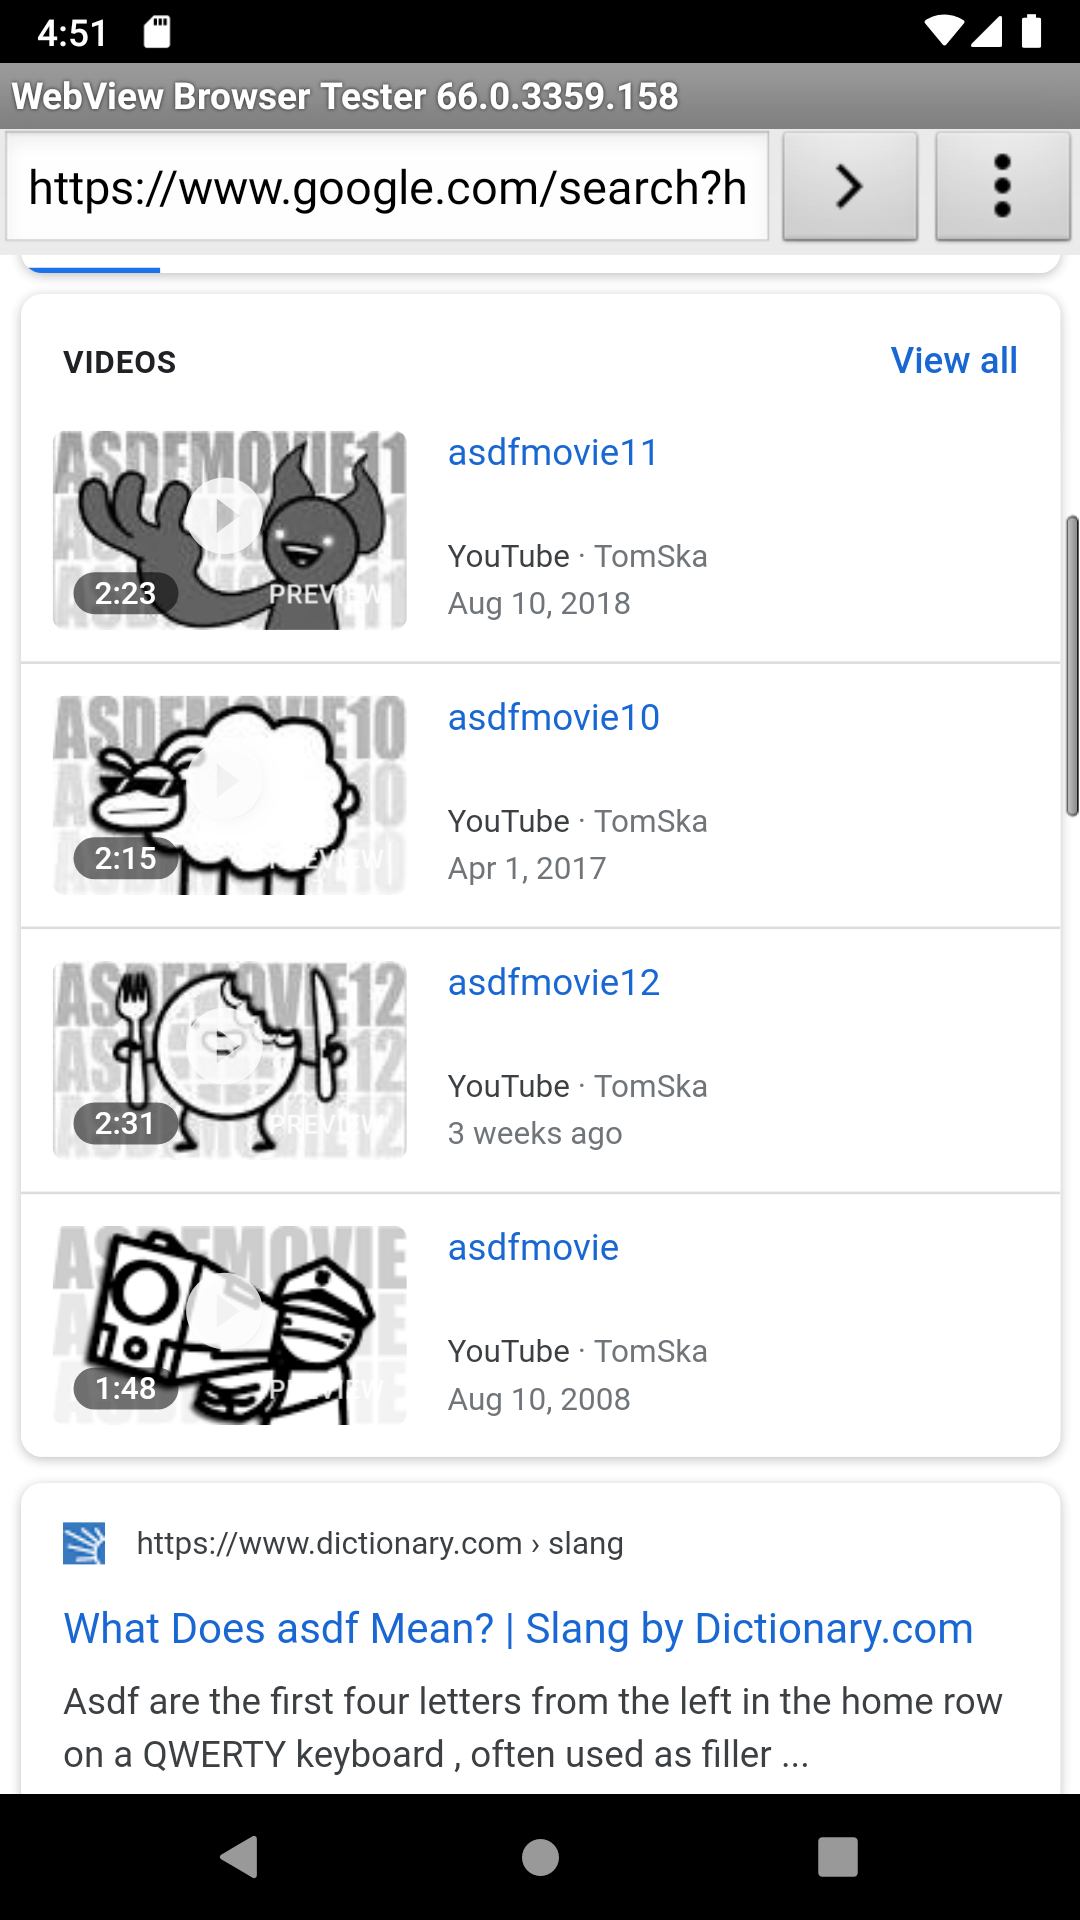 4:51
WebView Browser Tester 66.0.3359.158
https://www.google.com/search?h
VIDEOS
View all
ASDFMOVIE11
2:23
PREVIEW
asdfmovie11
YouTube · TomSka
Aug 10, 2018
ASDFMOVIE10
2:15
PREVIEW
asdfmovie10
YouTube · TomSka
Apr 1, 2017
ASDFMOVIE12
2:31
PREVIEW
asdfmovie12
YouTube · TomSka
3 weeks ago
ASDFMOVIE
1:48
PREVIEW
asdfmovie
YouTube · TomSka
Aug 10, 2008
https://www.dictionary.com › slang
What Does asdf Mean? | Slang by Dictionary.com
Asdf are the first four letters from the left in the home row
on a QWERTY keyboard , often used as filler ...